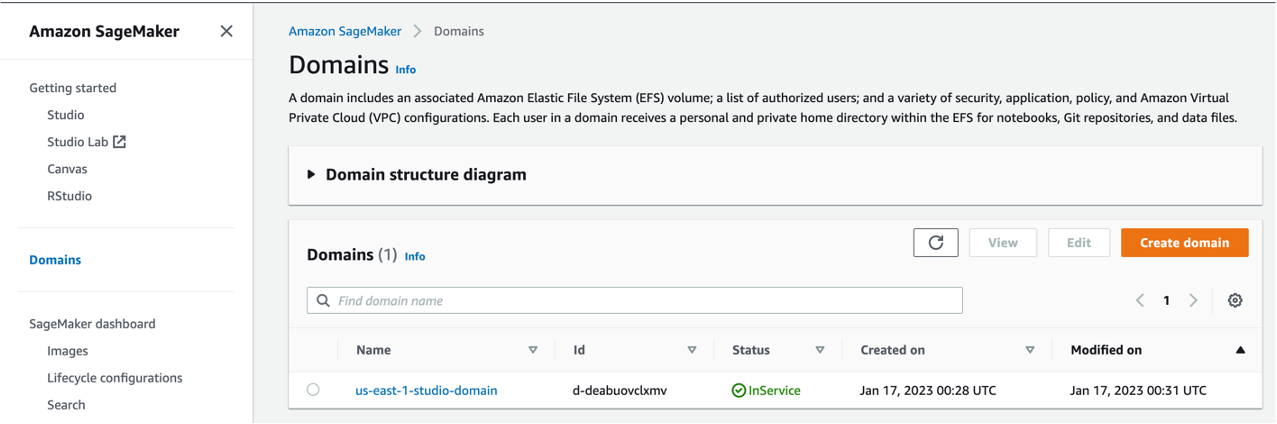 Amazon SageMaker
Getting started
Studio
Studio Lab
Canvas
RStudio
Domains
SageMaker dashboard
Images
Lifecycle configurations
Search
Amazon SageMaker > Domains
Domains Info
A domain includes an associated Amazon Elastic File System (EFS) volume; a list of authorized users; and a variety of security, application, policy, and Amazon Virtual
Private Cloud (VPC) configurations. Each user in a domain receives a personal and private home directory within the EFS for notebooks, Git repositories, and data files.
Domain structure diagram
Domains (1) Info View Edit Create domain
Find domain name 1
Name Id Status Created on Modified on
us-east-1-studio-domain d-deabuovclxmv InService Jan 17, 2023 00:28 UTC Jan 17, 2023 00:31 UTC